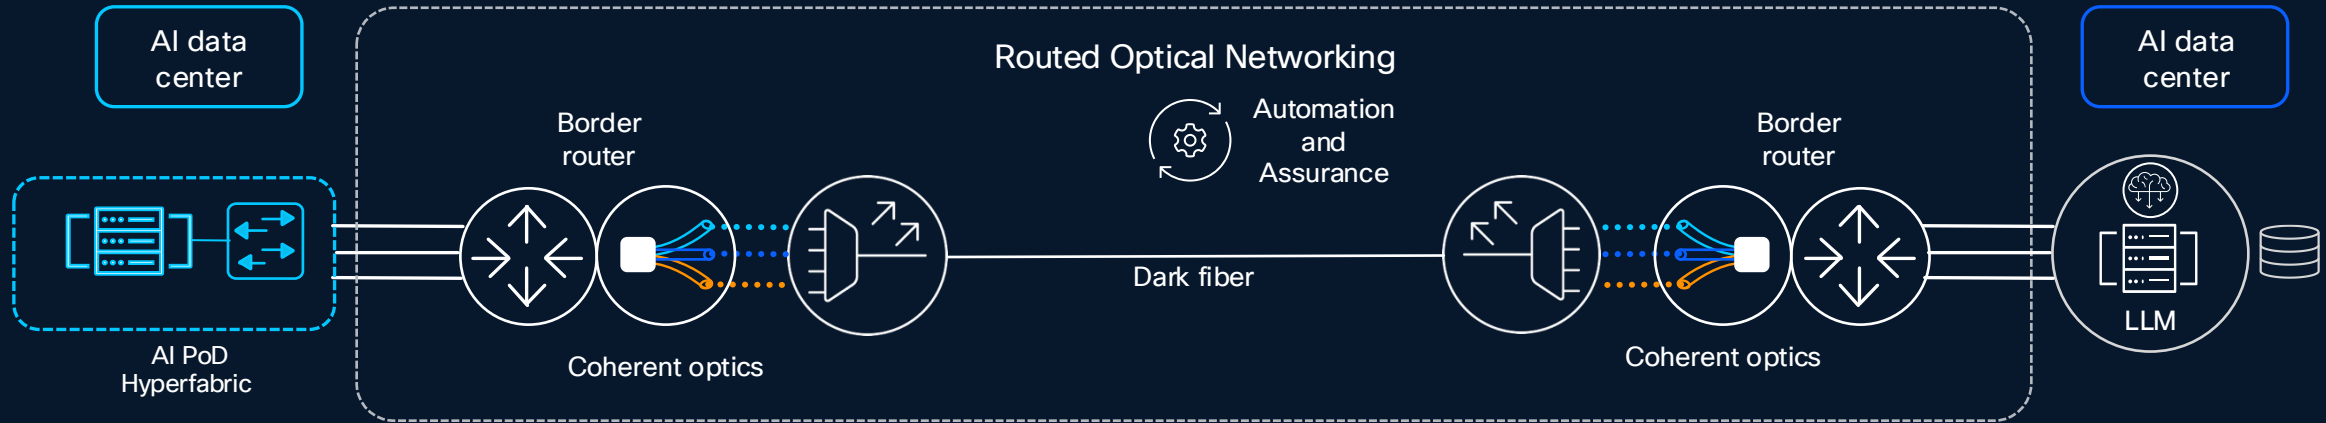 AI data
center
Routed Optical Networking
AI data
center
Automation
and
Assurance
Border
router
Border
router
Dark fiber
LLM
AI PoD
Hyperfabric
Coherent optics
Coherent optics